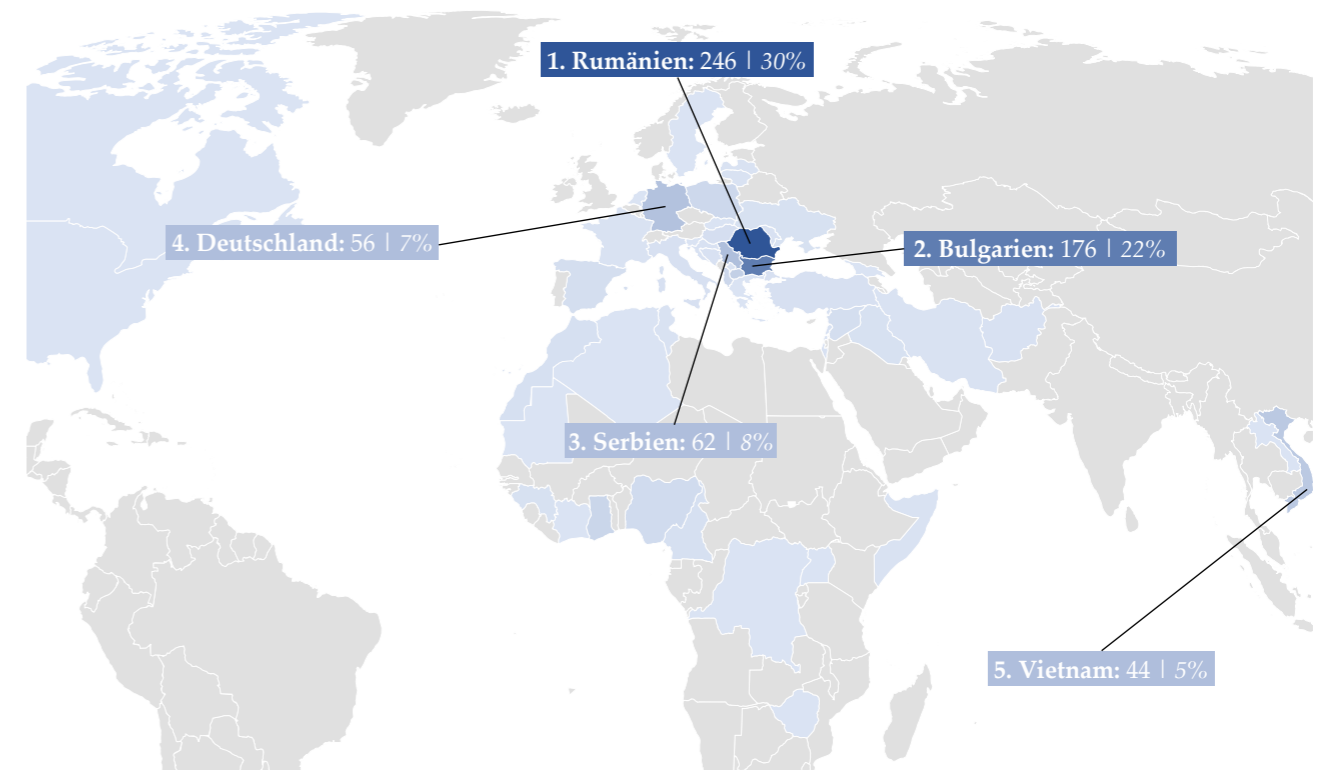 1. Rumänien: 246 | 30%
4. Deutschland: 56 | 7%
2. Bulgarien: 176 | 22%
3. Serbien: 62 | 8%
5. Vietnam: 44 | 5%